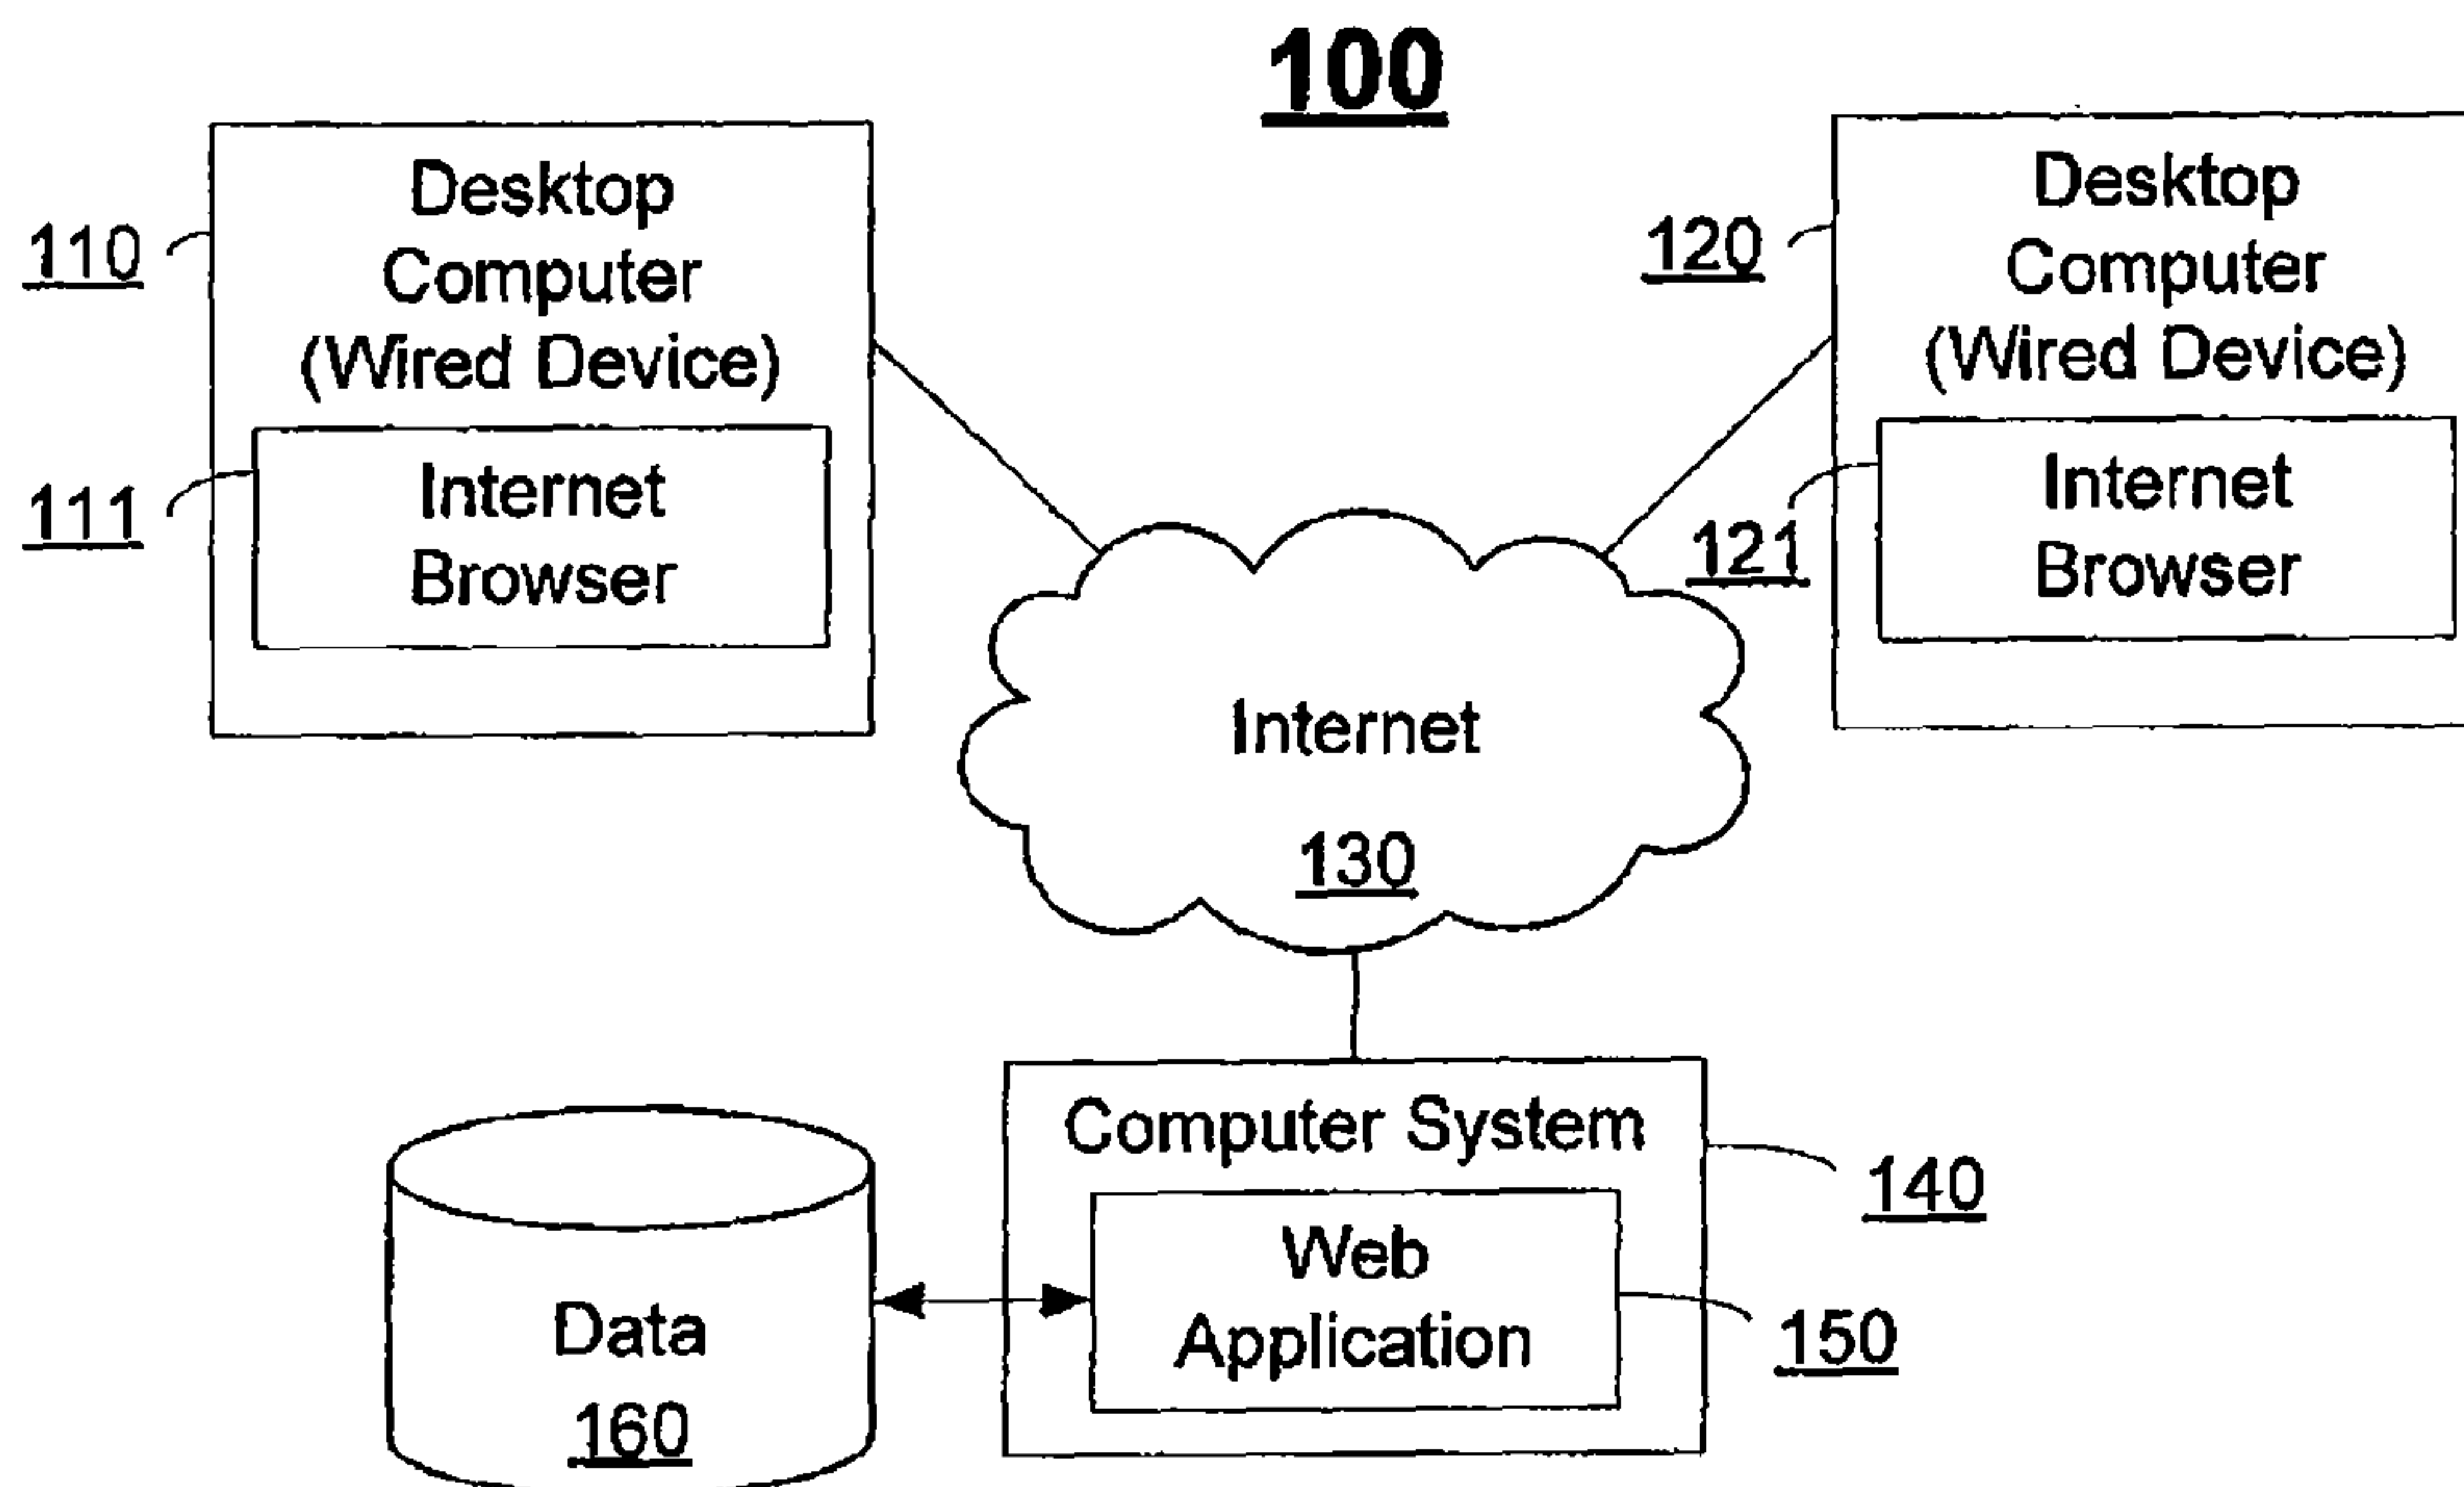 100
110
Desktop
Computer
(Wired Device)
111
Internet
Browser
120
Desktop
Computer
(Wired Device)
121
Internet
Browser
Internet
130
Computer System
140
Web
Application
150
Data
160